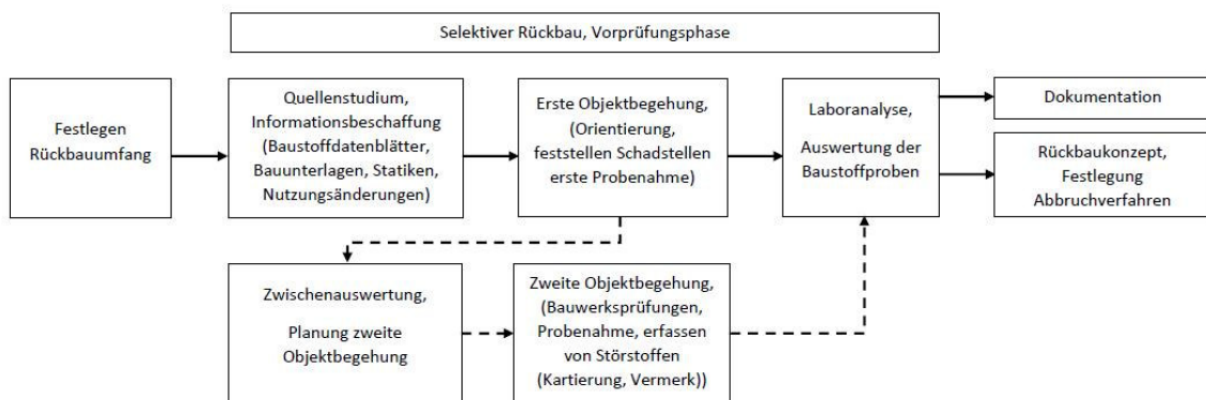 Selektiver Rückbau, Vorprüfungsphase
Festlegen
Rückbauumfang
Quellenstudium,
Informationsbeschaffung
(Baustoffdatenblätter,
Bauunterlagen, Statiken,
Nutzungsänderungen)
Erste Objektbegehung,
(Orientierung,
feststellen Schadstellen
erste Probenahme)
Laboranalyse,
Auswertung der
Baustoffproben
Dokumentation
Rückbaukonzept,
Festlegung
Abbruchverfahren
Zwischenauswertung,
Planung zweite
Objektbegehung
Zweite Objektbegehung,
(Bauwerksprüfungen,
Probenahme, erfassen
von Störstoffen
(Kartierung, Vermerk))